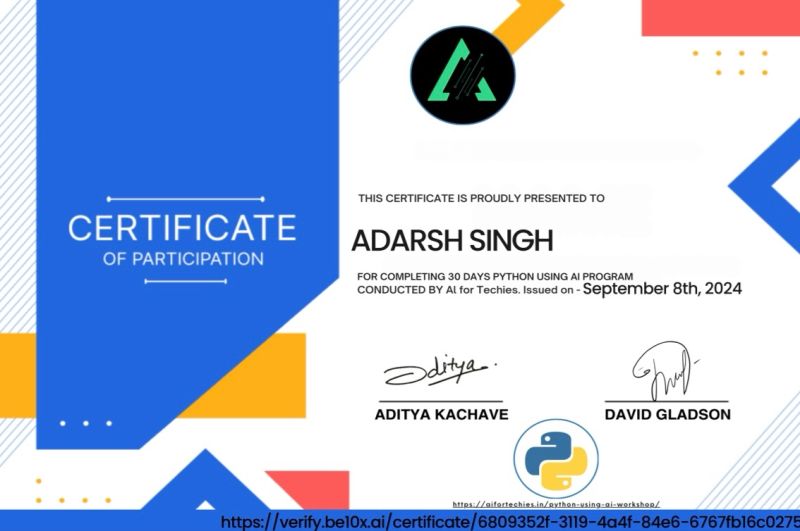 CERTIFICATE
OF PARTICIPATION
THIS CERTIFICATE IS PROUDLY PRESENTED TO
ADARSH SINGH
FOR COMPLETING 30 DAYS PYTHON USING AI PROGRAM
CONDUCTED BY AI for Techies. Issued on - September 8th, 2024
Aditya
ADITYA KACHAVE
DAVID GLADSON
https://aifortechies.in/python-using-ai-workshop/
https://verify.be10x.ai/certificate/6809352f-3119-4a4f-84e6-6767fb16c0275